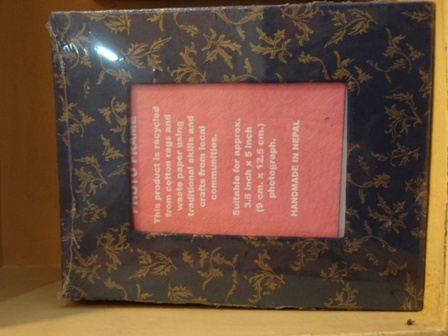 PHOTO FRAME
This product is recycled
from cotton rags and
waste paper using
traditional skills and
crafts from local
communities.
Suitable for approx.
3.5 inch x 5 inch
(9 cm. x 12.5 cm.)
photograph.
HANDMADE IN NEPAL